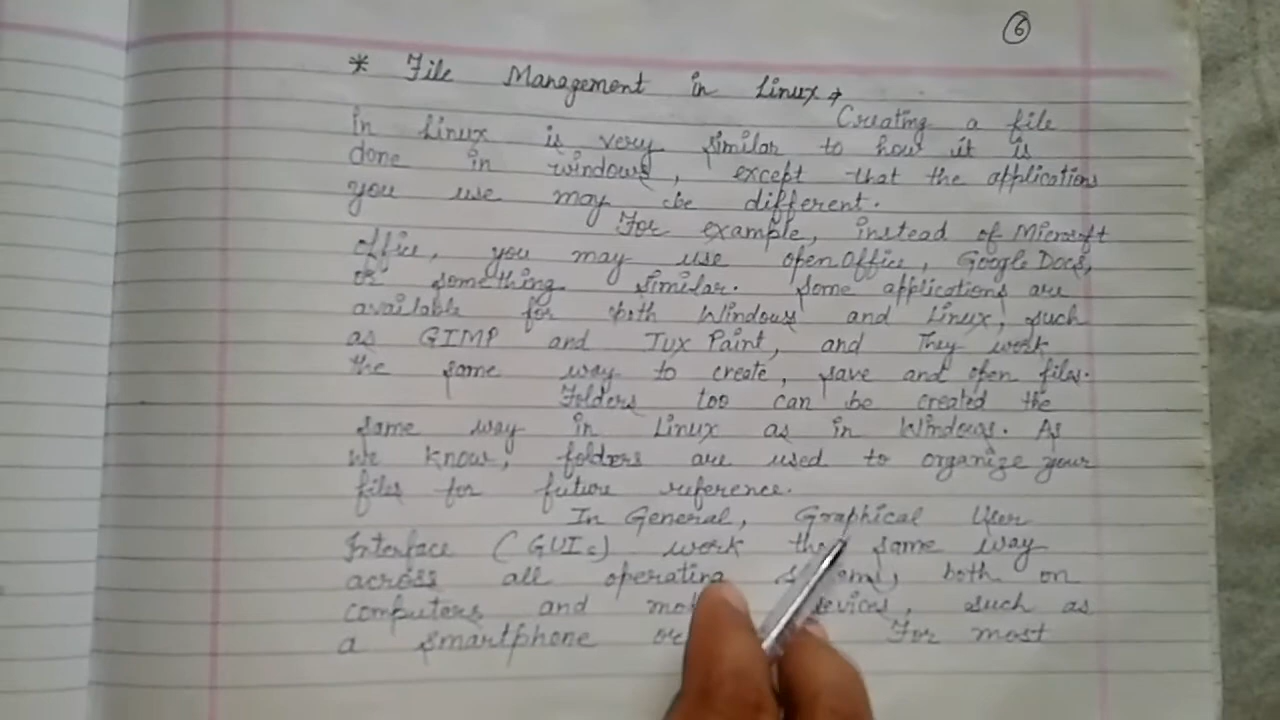 6
* File Management in Linux →
Creating a file
in Linux is very similar to how it is
done in windows, except that the applications
you use may be different.
For example, instead of Microsoft
office, you may use openOffice, Google Docs,
or something similar. Some applications are
available for both Windows and Linux, such
as GIMP and Tux Paint, and They work
the same way to create, save and open files.
Folders too can be created the
same way in Linux as in Windows. As
we know, folders are used to organize your
files for future reference.
In General, Graphical User
Interface (GUIs) work the same way
across all operating both on
computers and such as
a smartphone or For most